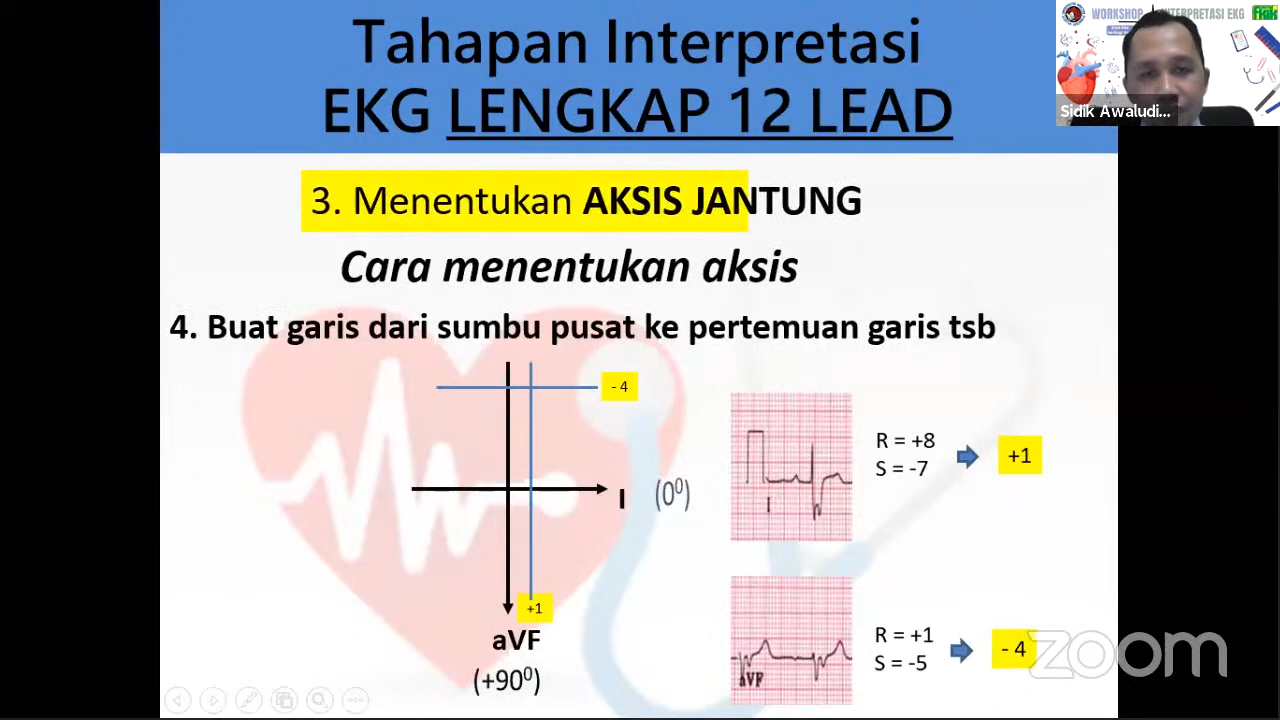 Tahapan Interpretasi
EKG LENGKAP 12 LEAD
WORKSHOP INTERPRETASI EKG
Sidik Awaludi...
3. Menentukan AKSIS JANTUNG
Cara menentukan aksis
4. Buat garis dari sumbu pusat ke pertemuan garis tsb
- 4
I (0⁰)
+1
aVF
(+90⁰)
I
R = +8
S = -7
+1
aVF
R = +1
S = -5
- 4
zoom